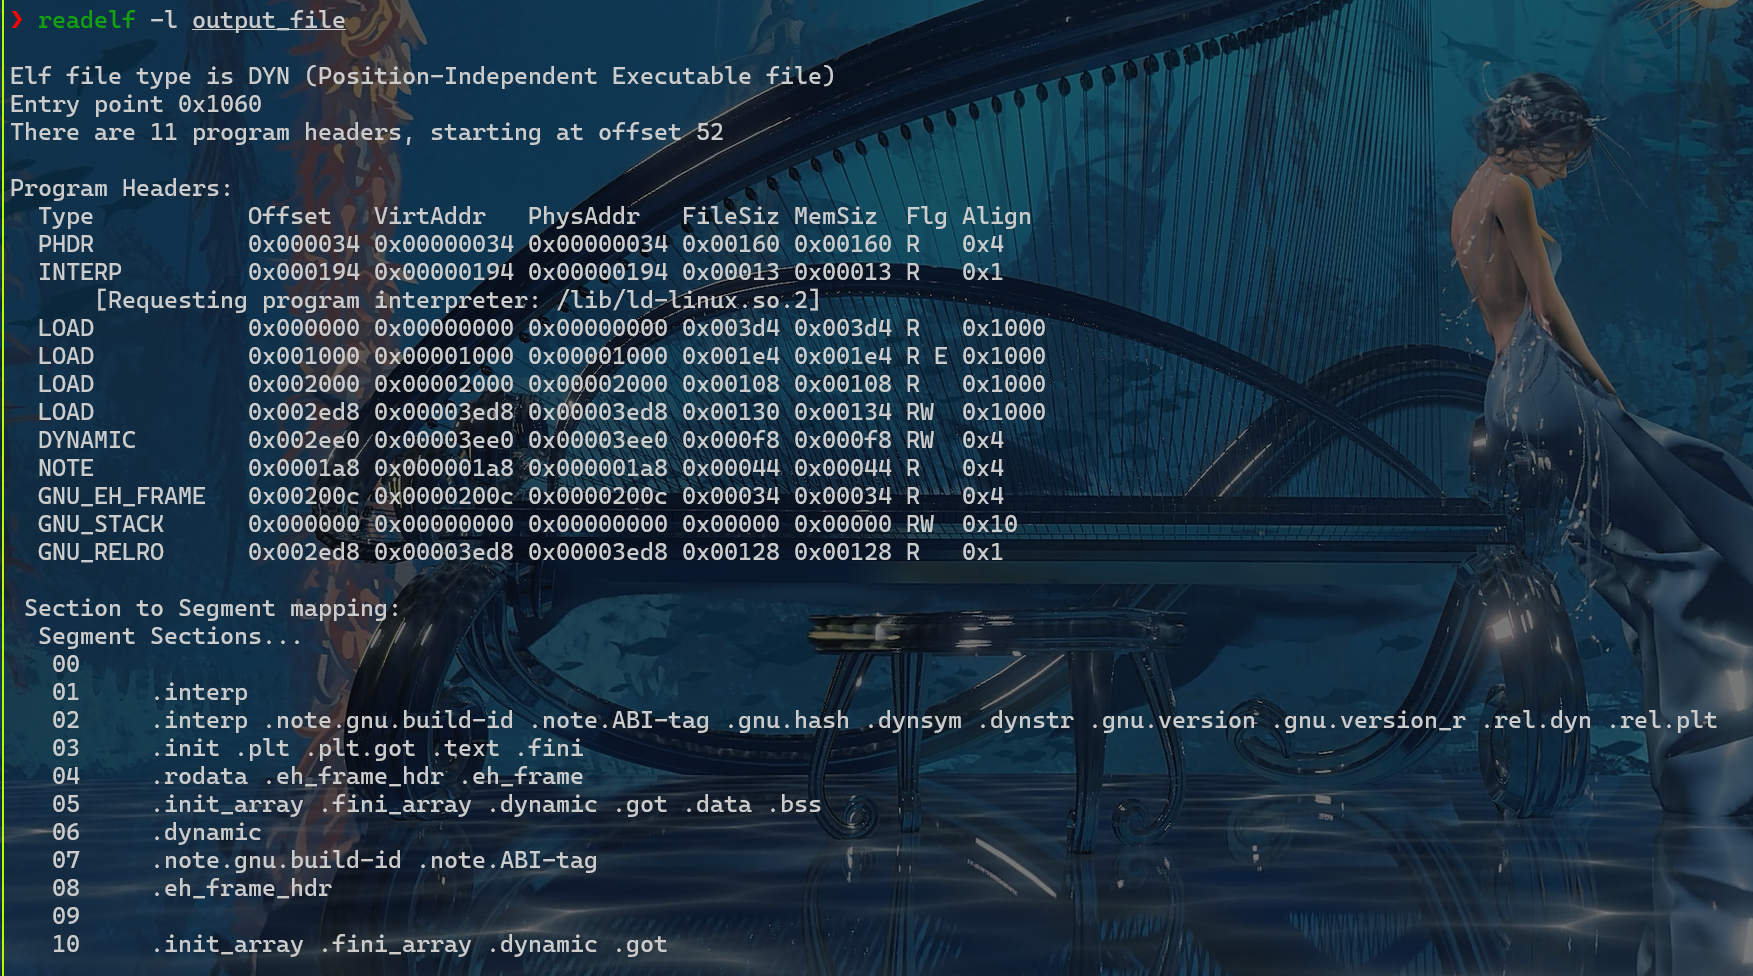 ❯ readelf -l output_file
Elf file type is DYN (Position-Independent Executable file)
Entry point 0x1060
There are 11 program headers, starting at offset 52
Program Headers:
  Type           Offset   VirtAddr   PhysAddr   FileSiz MemSiz  Flg Align
  PHDR           0x000034 0x00000034 0x00000034 0x00160 0x00160 R   0x4
  INTERP         0x000194 0x00000194 0x00000194 0x00013 0x00013 R   0x1
      [Requesting program interpreter: /lib/ld-linux.so.2]
  LOAD           0x000000 0x00000000 0x00000000 0x003d4 0x003d4 R   0x1000
  LOAD           0x001000 0x00001000 0x00001000 0x001e4 0x001e4 R E 0x1000
  LOAD           0x002000 0x00002000 0x00002000 0x00108 0x00108 R   0x1000
  LOAD           0x002ed8 0x00003ed8 0x00003ed8 0x00130 0x00134 RW  0x1000
  DYNAMIC        0x002ee0 0x00003ee0 0x00003ee0 0x000f8 0x000f8 RW  0x4
  NOTE           0x0001a8 0x000001a8 0x000001a8 0x00044 0x00044 R   0x4
  GNU_EH_FRAME   0x00200c 0x0000200c 0x0000200c 0x00034 0x00034 R   0x4
  GNU_STACK      0x000000 0x00000000 0x00000000 0x00000 0x00000 RW  0x10
  GNU_RELRO      0x002ed8 0x00003ed8 0x00003ed8 0x00128 0x00128 R   0x1
 Section to Segment mapping:
  Segment Sections...
   00
   01     .interp
   02     .interp .note.gnu.build-id .note.ABI-tag .gnu.hash .dynsym .dynstr .gnu.version .gnu.version_r .rel.dyn .rel.plt
   03     .init .plt .plt.got .text .fini
   04     .rodata .eh_frame_hdr .eh_frame
   05     .init_array .fini_array .dynamic .got .data .bss
   06     .dynamic
   07     .note.gnu.build-id .note.ABI-tag
   08     .eh_frame_hdr
   09
   10     .init_array .fini_array .dynamic .got